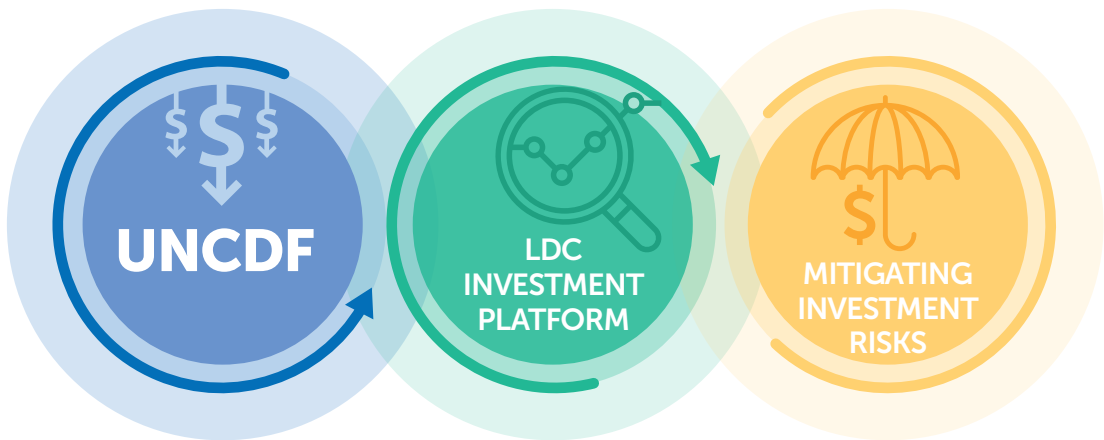 UNCDF
LDC
INVESTMENT
PLATFORM
MITIGATING
INVESTMENT
RISKS